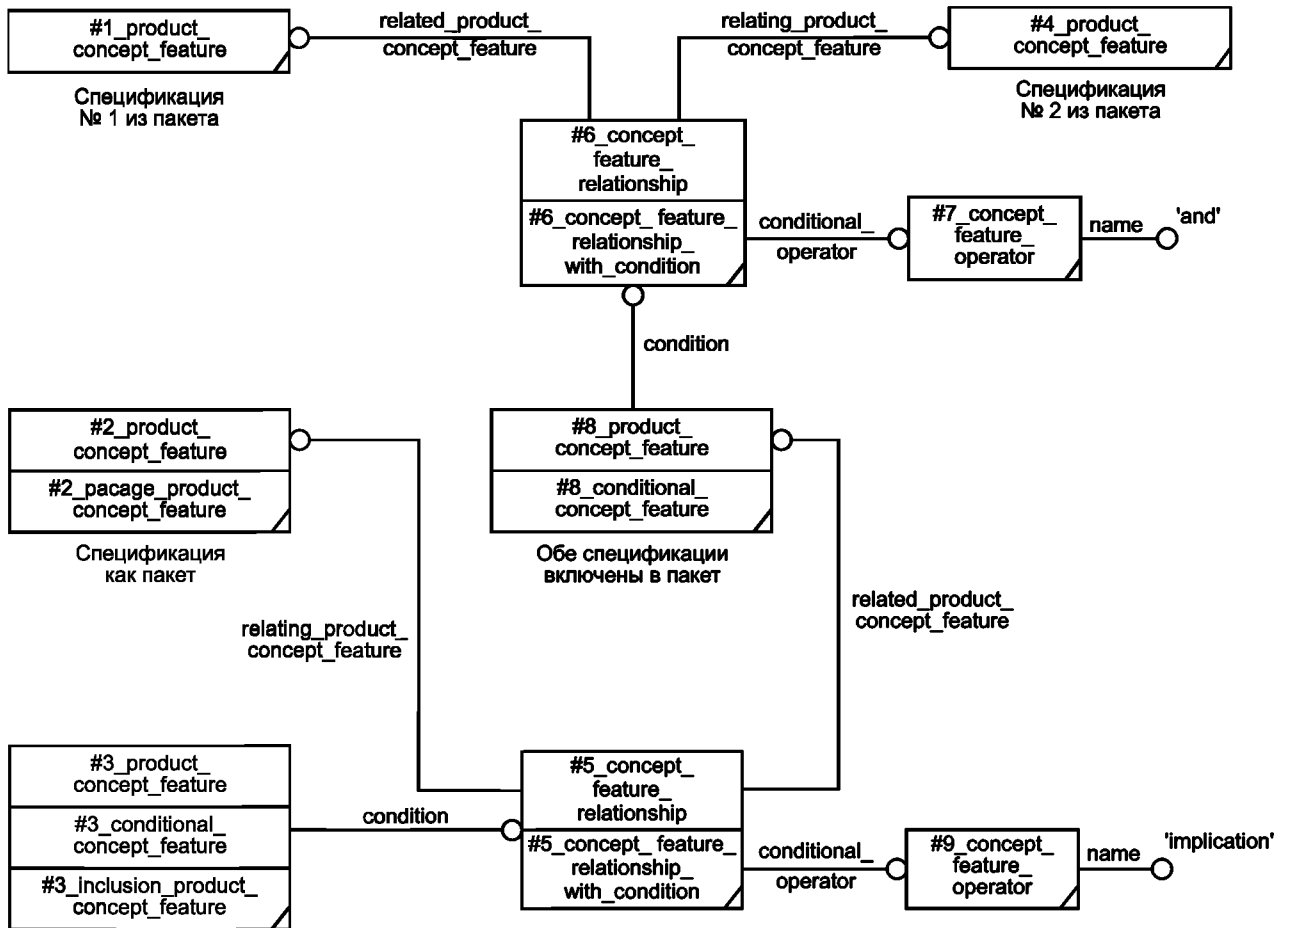 #1_product_
concept_feature
related_product_
concept_feature
relating_product_
concept_feature
#4_product_
concept_feature
Спецификация
№ 1 из пакета
Спецификация
№ 2 из пакета
#6_concept_
feature_
relationship
#6_concept_ feature_
relationship_
with_condition
conditional_
operator
#7_concept_
feature_
operator
name
'and'
condition
#2_product_
concept_feature
#2_pacage_product_
concept_feature
Спецификация
как пакет
#8_product_
concept_feature
#8_conditional_
concept_feature
Обе спецификации
включены в пакет
relating_product_
concept_feature
related_product_
concept_feature
#3_product_
concept_feature
#3_conditional_
concept_feature
#3_inclusion_product_
concept_feature
condition
#5_concept_
feature_
relationship
#5_concept_ feature_
relationship_
with_condition
conditional_
operator
#9_concept_
feature_
operator
name
'implication'